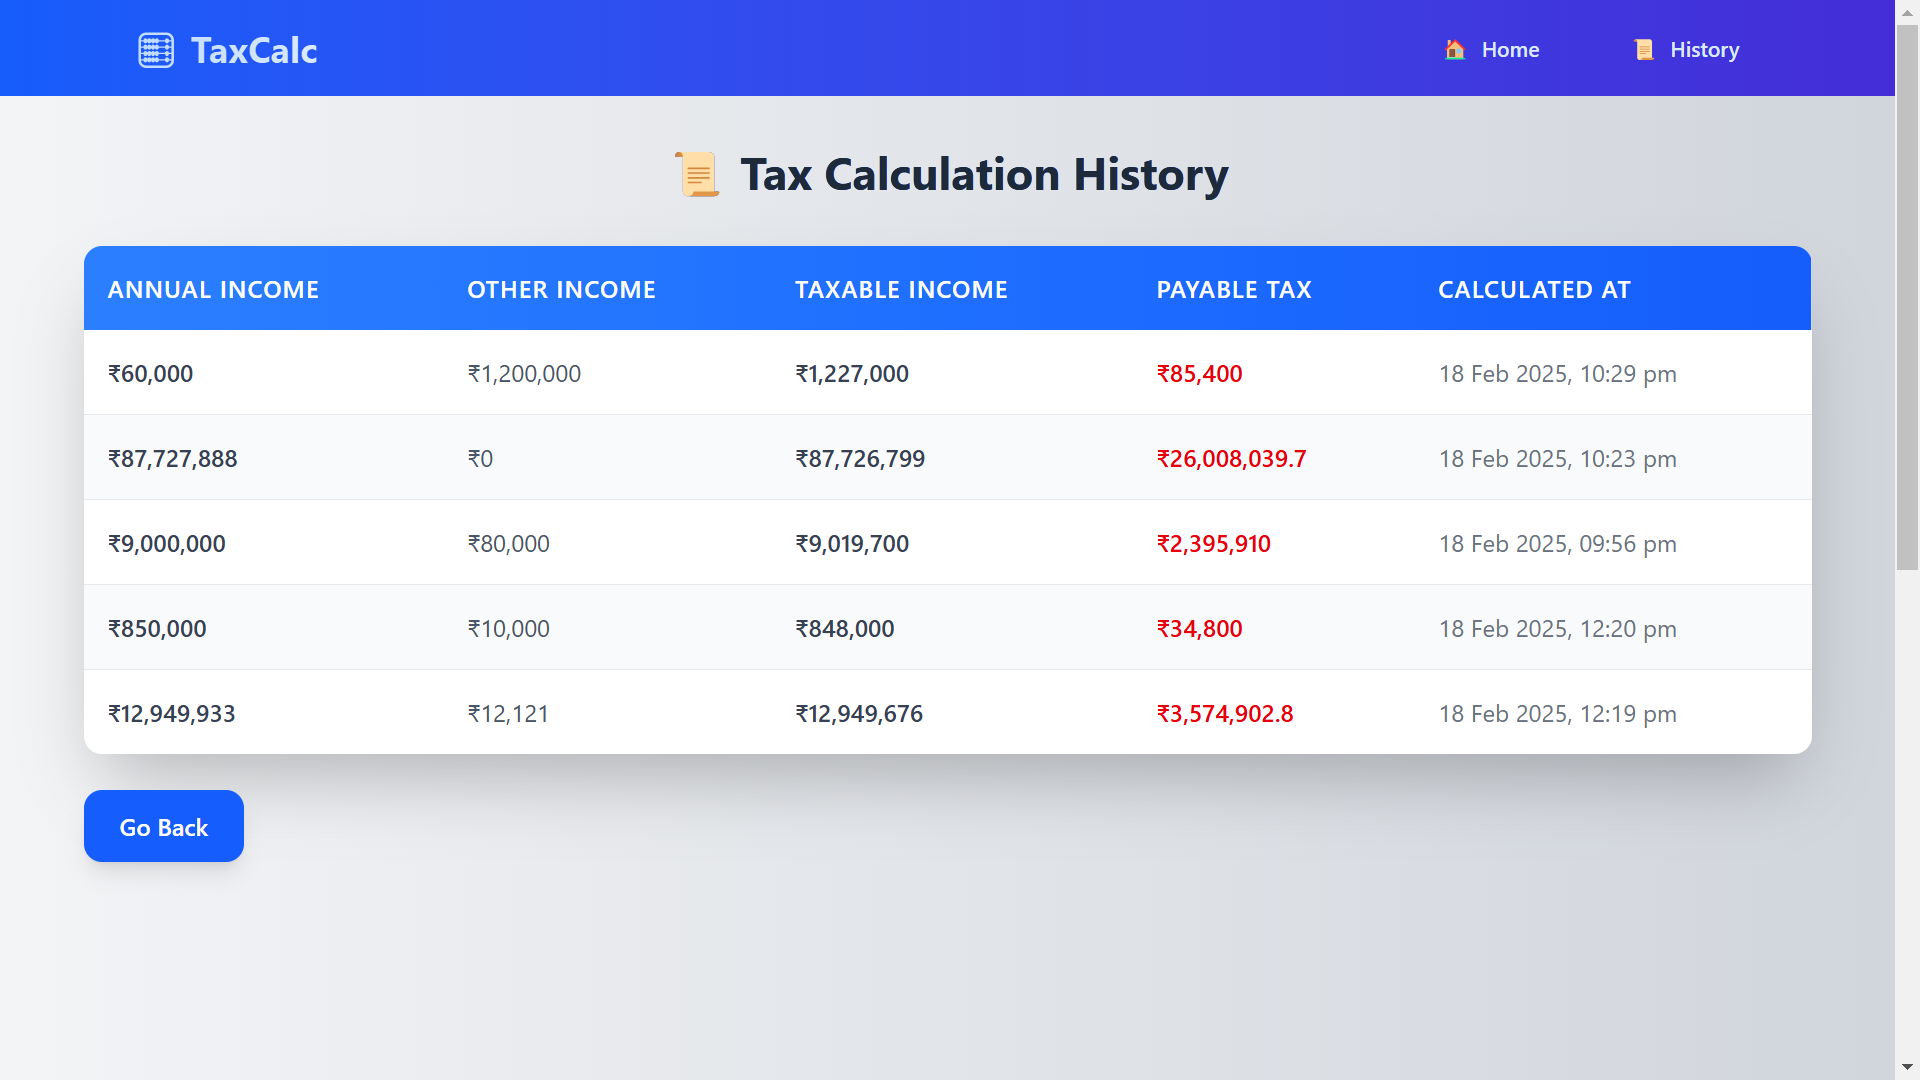 TaxCalc
🏠 Home
📜 History
📜 Tax Calculation History
ANNUAL INCOME OTHER INCOME TAXABLE INCOME PAYABLE TAX CALCULATED AT
₹60,000 ₹1,200,000 ₹1,227,000 ₹85,400 18 Feb 2025, 10:29 pm
₹87,727,888 ₹0 ₹87,726,799 ₹26,008,039.7 18 Feb 2025, 10:23 pm
₹9,000,000 ₹80,000 ₹9,019,700 ₹2,395,910 18 Feb 2025, 09:56 pm
₹850,000 ₹10,000 ₹848,000 ₹34,800 18 Feb 2025, 12:20 pm
₹12,949,933 ₹12,121 ₹12,949,676 ₹3,574,902.8 18 Feb 2025, 12:19 pm
Go Back